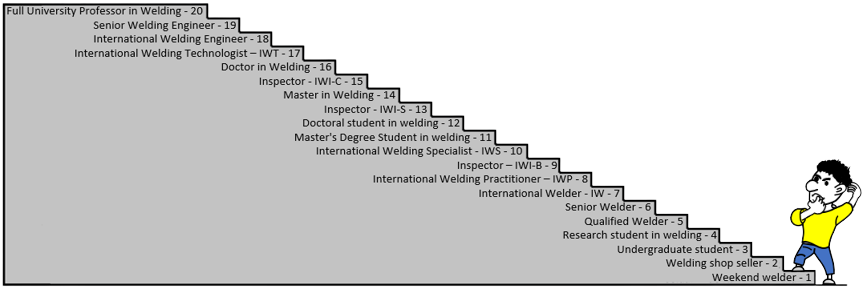 Full University Professor in Welding - 20
Senior Welding Engineer - 19
International Welding Engineer - 18
International Welding Technologist – IWT - 17
Doctor in Welding - 16
Inspector - IWI-C - 15
Master in Welding - 14
Inspector - IWI-S - 13
Doctoral student in welding - 12
Master's Degree Student in welding - 11
International Welding Specialist - IWS - 10
Inspector – IWI-B - 9
International Welding Practitioner – IWP - 8
International Welder - IW - 7
Senior Welder - 6
Qualified Welder - 5
Research student in welding - 4
Undergraduate student - 3
Welding shop seller - 2
Weekend welder - 1